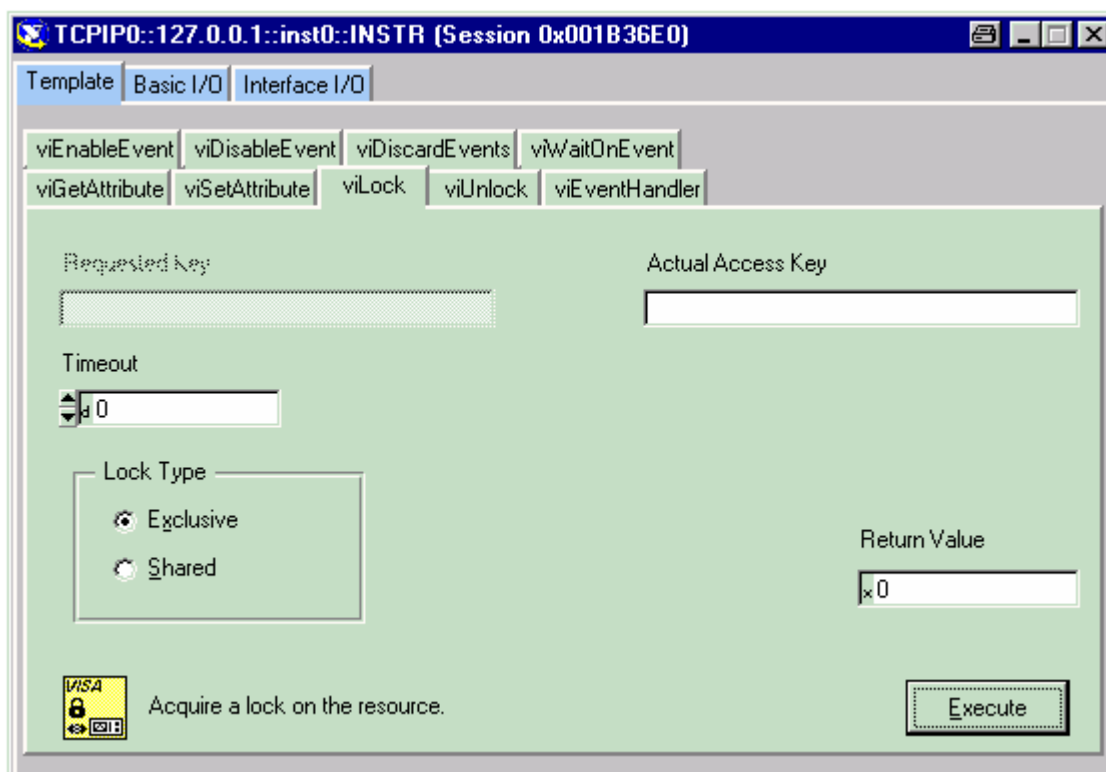 TCPIP0::127.0.0.1::inst0::INSTR (Session 0x001B36E0)
Template Basic I/O Interface I/O
viEnableEvent viDisableEvent viDiscardEvents viWaitOnEvent
viGetAttribute viSetAttribute viLock viUnlock viEventHandler
Requested Key Actual Access Key
Timeout
d 0
Lock Type
Exclusive
Shared
Return Value
x 0
VISA
Acquire a lock on the resource.
Execute